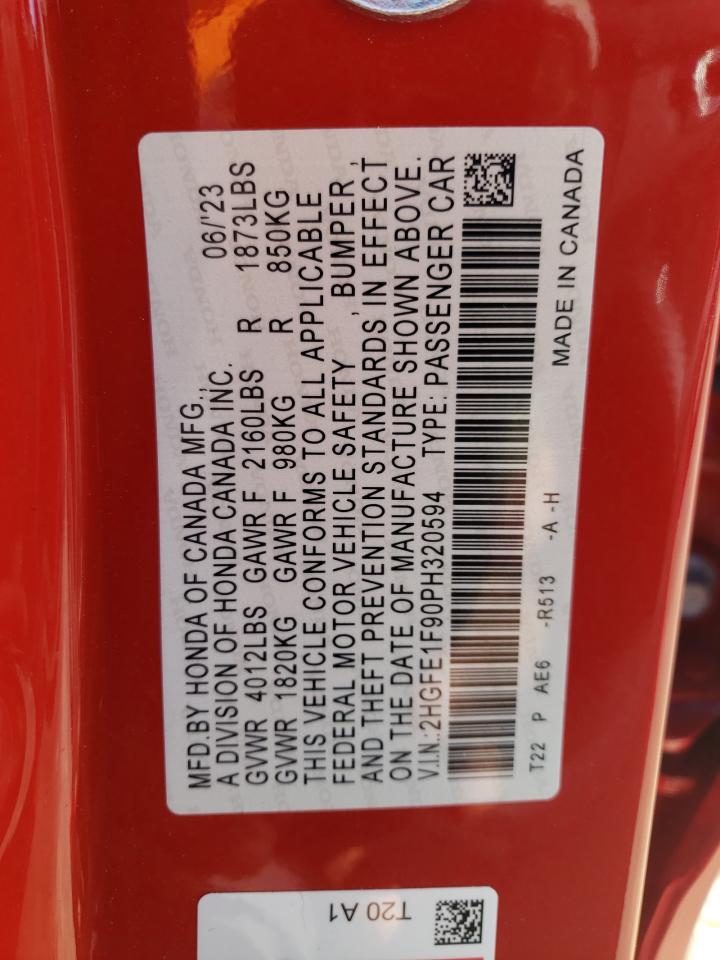 MFD.BY HONDA OF CANADA MFG.,
A DIVISION OF HONDA CANADA INC. 06/'23
GVWR 4012LBS GAWR F 2160LBS R 1873LBS
GVWR 1820KG GAWR F 980KG R 850KG
THIS VEHICLE CONFORMS TO ALL APPLICABLE
FEDERAL MOTOR VEHICLE SAFETY , BUMPER ,
AND THEFT PREVENTION STANDARDS IN EFFECT
ON THE DATE OF MANUFACTURE SHOWN ABOVE.
V.I.N.:2HGFE1F90PH320594 TYPE: PASSENGER CAR
T22 P AE6 -R513 -A -H
MADE IN CANADA
T20 A1